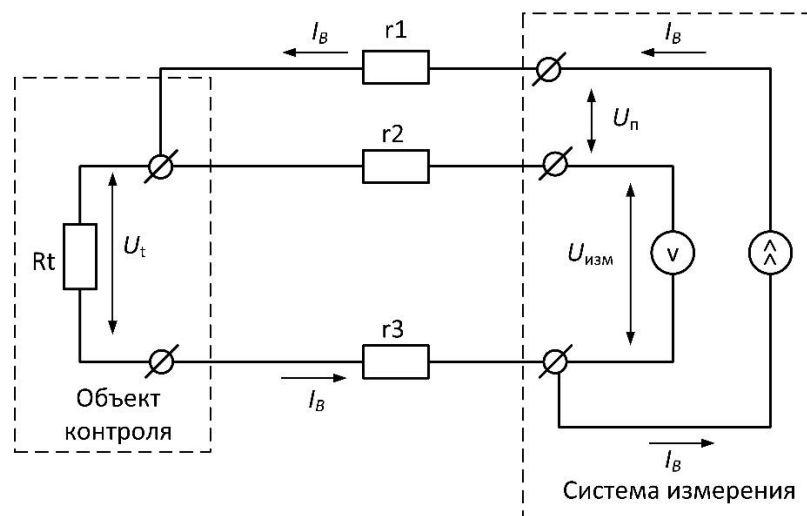 I_B
r1
I_B
U_п
r2
Rt
U_t
U_изм
V
r3
I_B
Объект
контроля
I_B
Система измерения